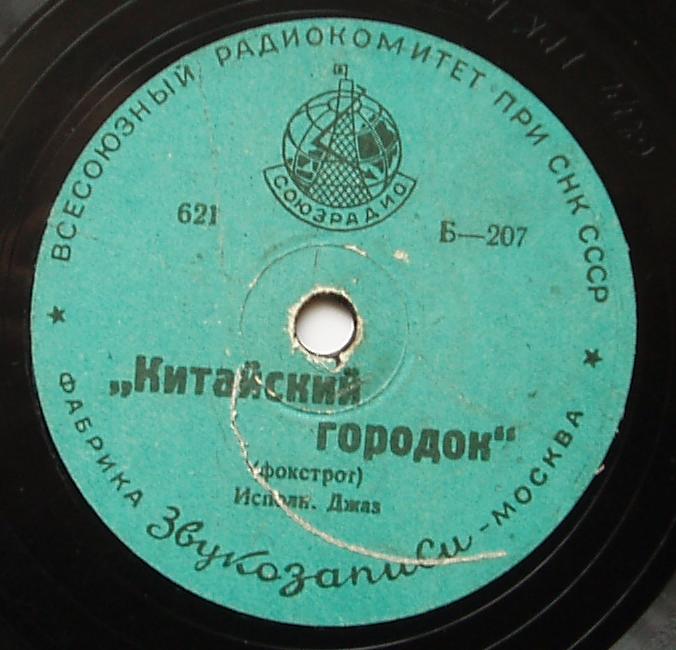 ВСЕСОЮЗНЫЙ РАДИОКОМИТЕТ ПРИ СНК СССР
СОЮЗРАДИО
621
Б—207
„Китайский
городок“
(фокстрот)
Исполн. Джаз
ФАБРИКА Звукозаписи - МОСКВА